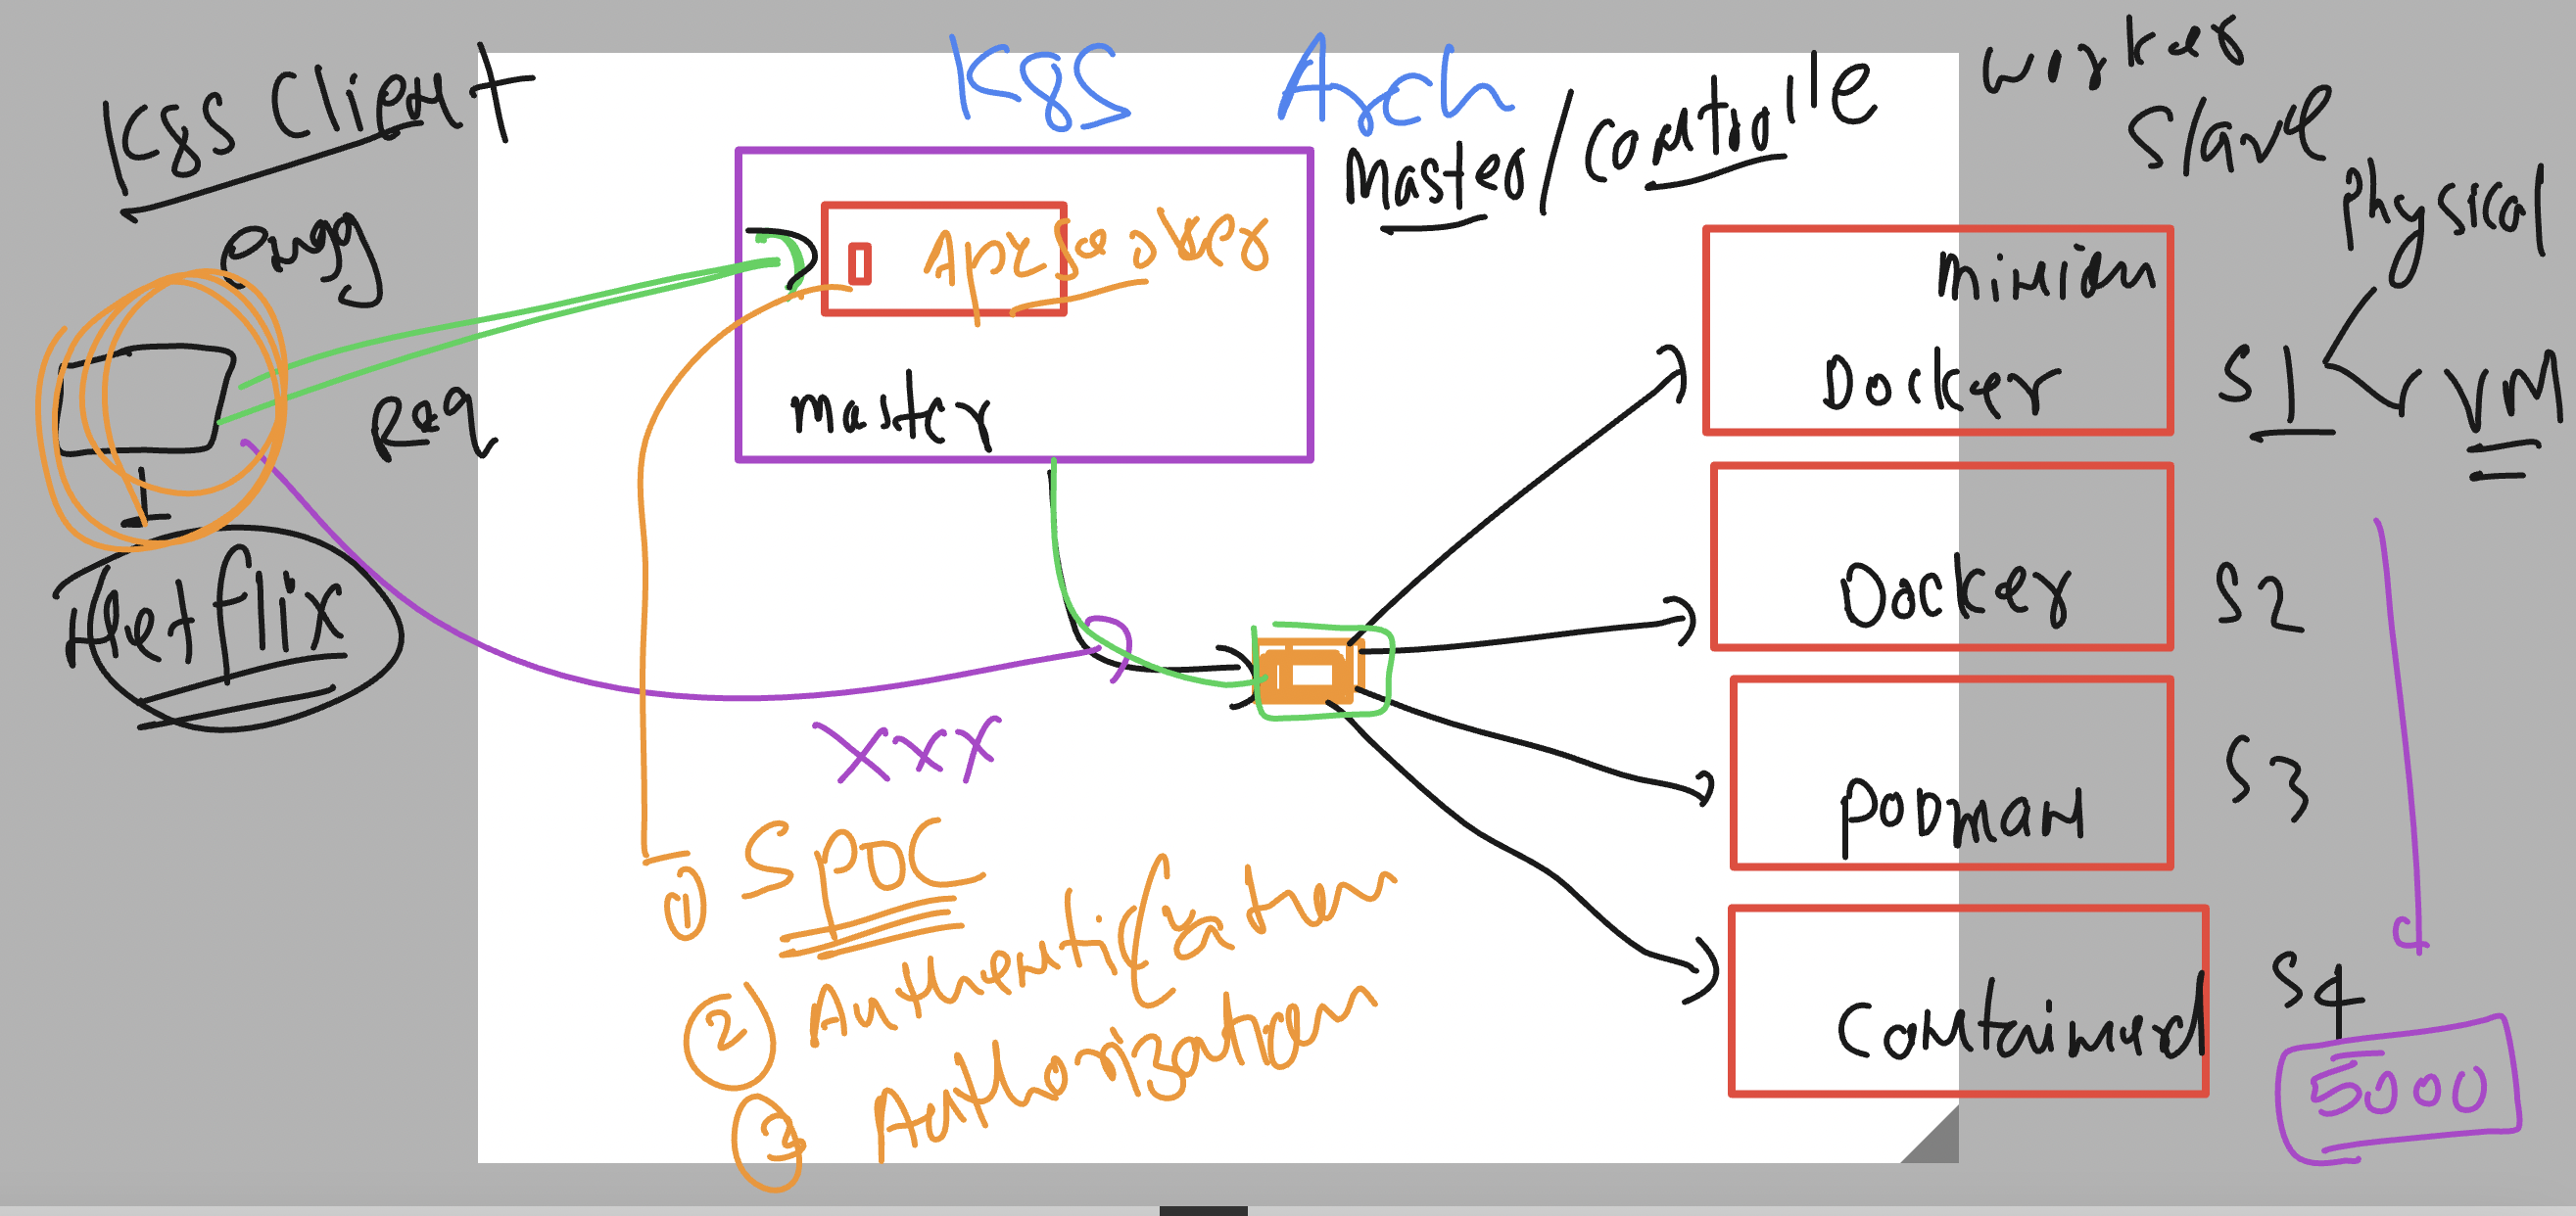 K8S Arch
K8S Client
engg
Req
Netflix
Master/Controlle
worker
Slave
physical
VM
Apiserver
master
minion
Docker
S1
Docker
S2
PODMAN
S3
Containerd
S4
5000
XXX
① SPOC
② Authentication
③ Authorization